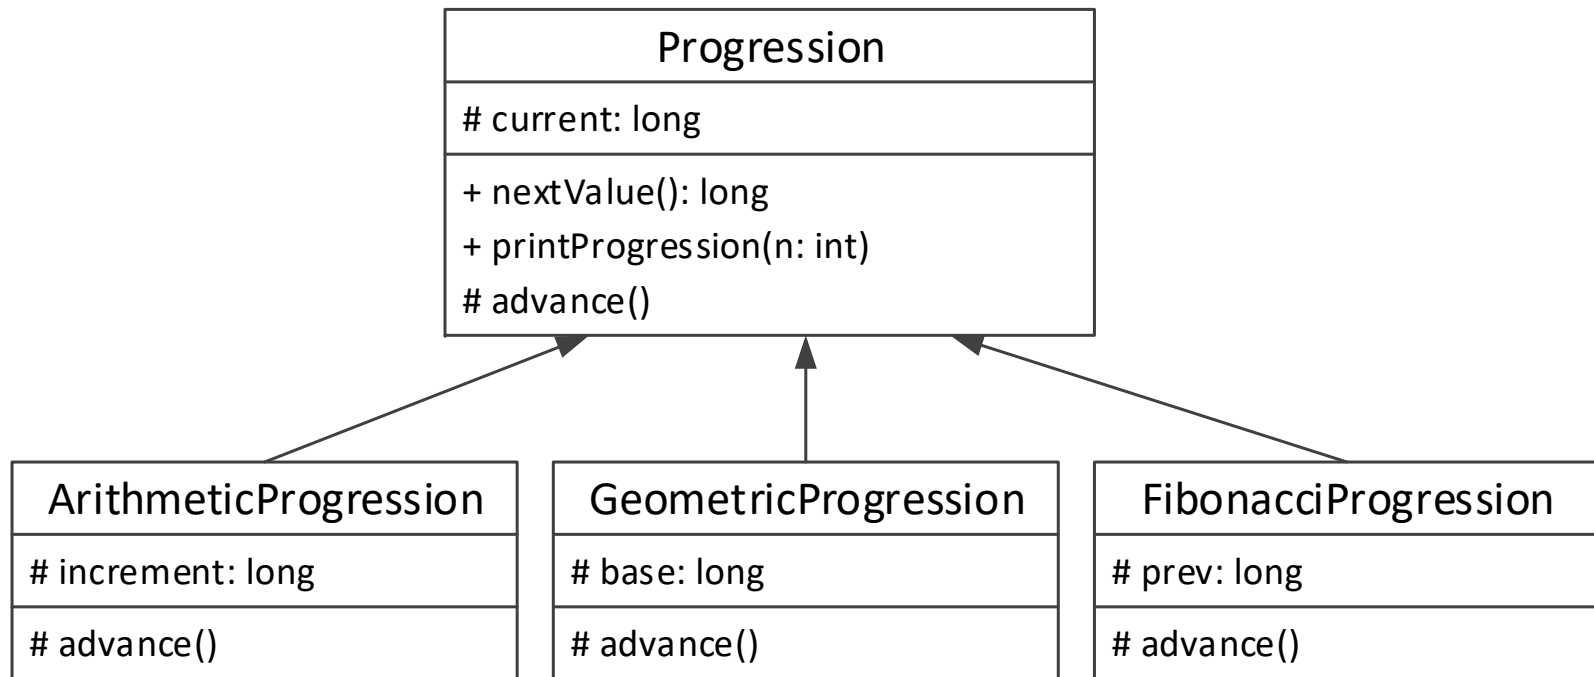 Progression
# current: long
+ nextValue(): long
+ printProgression(n: int)
# advance()
ArithmeticProgression
# increment: long
# advance()
GeometricProgression
# base: long
# advance()
FibonacciProgression
# prev: long
# advance()